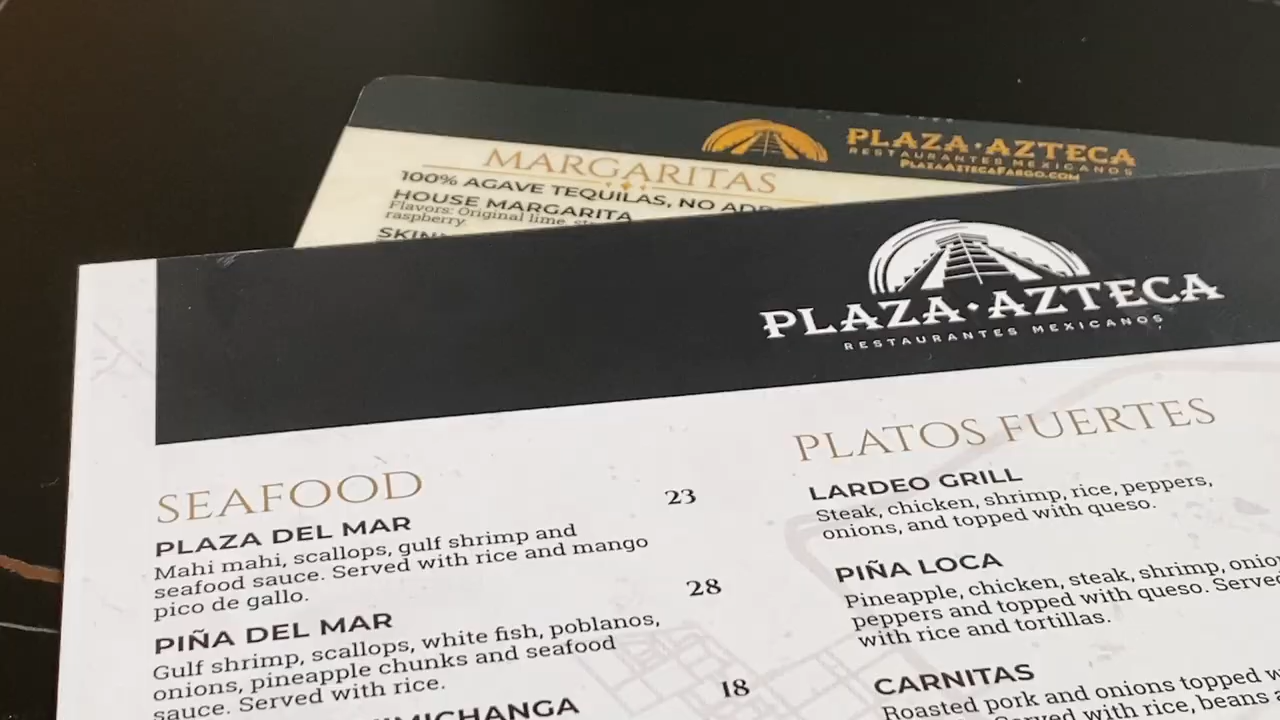 PLAZA·AZTECA
RESTAURANTES MEXICANOS
PLAZAAZTECAFARGO.COM
MARGARITAS
100% AGAVE TEQUILAS, NO
HOUSE MARGARITA
Flavors: Original lime,
raspberry.
PLAZA·AZTECA
RESTAURANTES MEXICANOS
SEAFOOD
PLAZA DEL MAR 23
Mahi mahi, scallops, gulf shrimp and
seafood sauce. Served with rice and mango
pico de gallo.
PIÑA DEL MAR 28
Gulf shrimp, scallops, white fish, poblanos,
onions, pineapple chunks and seafood
sauce. Served with rice.
18
PLATOS FUERTES
LARDEO GRILL
Steak, chicken, shrimp, rice, peppers,
onions, and topped with queso.
PIÑA LOCA
Pineapple, chicken, steak, shrimp,
peppers and topped with queso. Served
with rice and tortillas.
CARNITAS
Roasted pork and onions topped
Served with rice, beans